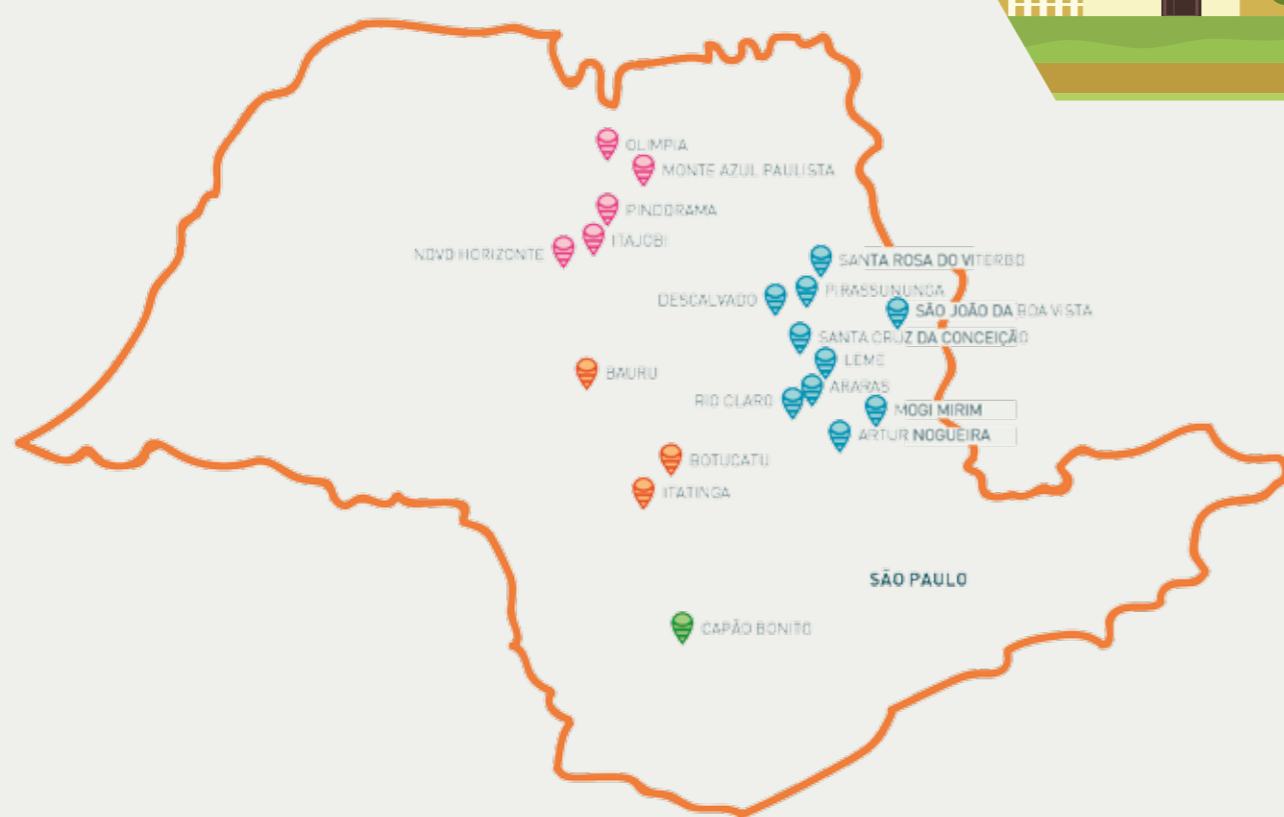 OLIMPIA
MONTE AZUL PAULISTA
PINDORAMA
ITAJOBI
NOVO HORIZONTE
SANTA ROSA DO VITERBO
PIRASSUNUNGA
DESCALVADO
SÃO JOÃO DA BOA VISTA
SANTA CRUZ DA CONCEIÇÃO
LEME
BAURU
ARARAS
RIO CLARO
MOGI MIRIM
ARTUR NOGUEIRA
BOTUCATU
ITATINGA
SÃO PAULO
CAPÃO BONITO